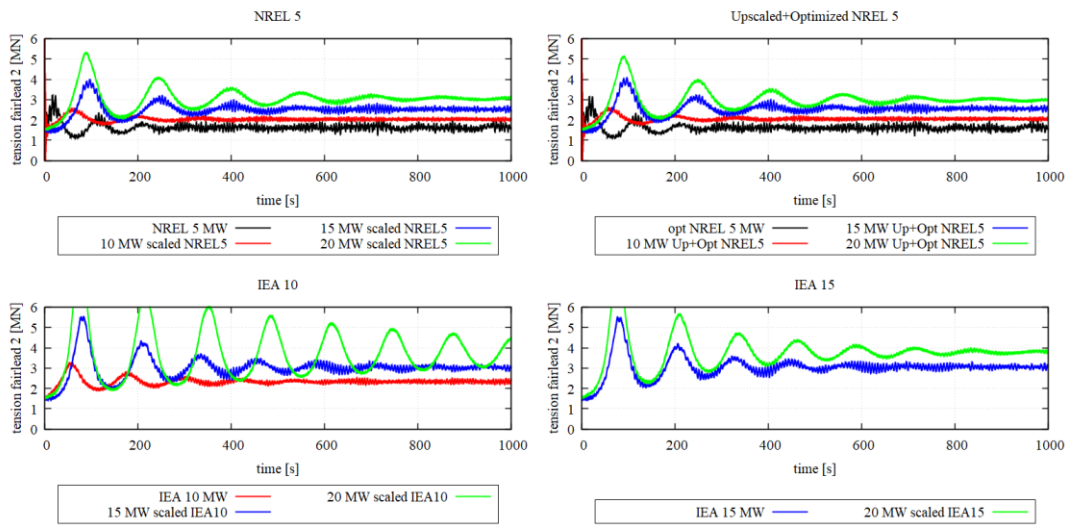 NREL 5
tension fairlead 2 [MN]
6
5
4
3
2
1
0
0 200 400 600 800 1000
time [s]
NREL 5 MW 15 MW scaled NREL5
10 MW scaled NREL5 20 MW scaled NREL5
Upscaled+Optimized NREL 5
tension fairlead 2 [MN]
6
5
4
3
2
1
0
0 200 400 600 800 1000
time [s]
opt NREL 5 MW 15 MW Up+Opt NREL5
10 MW Up+Opt NREL5 20 MW Up+Opt NREL5
IEA 10
tension fairlead 2 [MN]
6
5
4
3
2
1
0
0 200 400 600 800 1000
time [s]
IEA 10 MW 20 MW scaled IEA10
15 MW scaled IEA10
IEA 15
tension fairlead 2 [MN]
6
5
4
3
2
1
0
0 200 400 600 800 1000
time [s]
IEA 15 MW 20 MW scaled IEA15